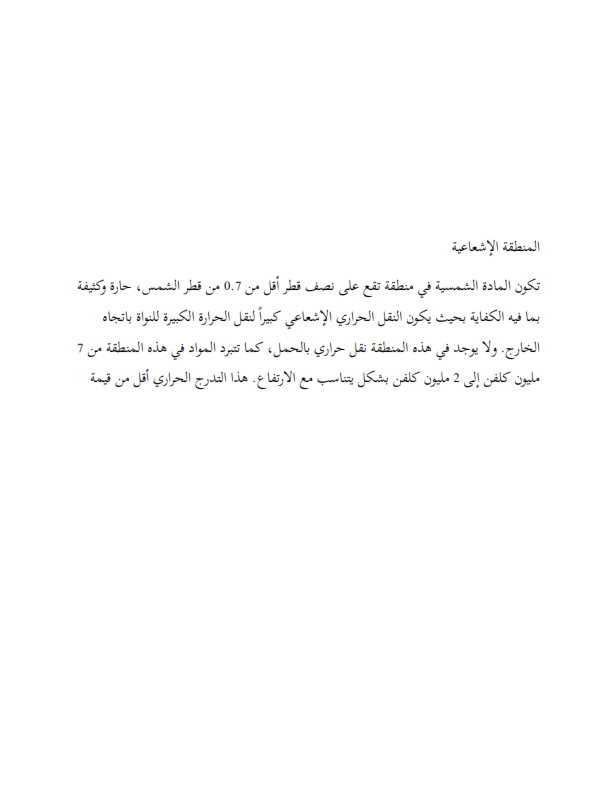 المنطقة الإشعاعية
تكون المادة الشمسية في منطقة تقع على نصف قطر أقل من 0.7 من قطر الشمس، حارة وكثيفة
بما فيه الكفاية بحيث يكون النقل الحراري الإشعاعي كبيراً لنقل الحرارة الكبيرة للنواة باتجاه
الخارج. ولا يوجد في هذه المنطقة نقل حراري بالحمل، كما تتبرد المواد في هذه المنطقة من 7
مليون كلفن إلى 2 مليون كلفن بشكل يتناسب مع الارتفاع. هذا التدرج الحراري أقل من قيمة